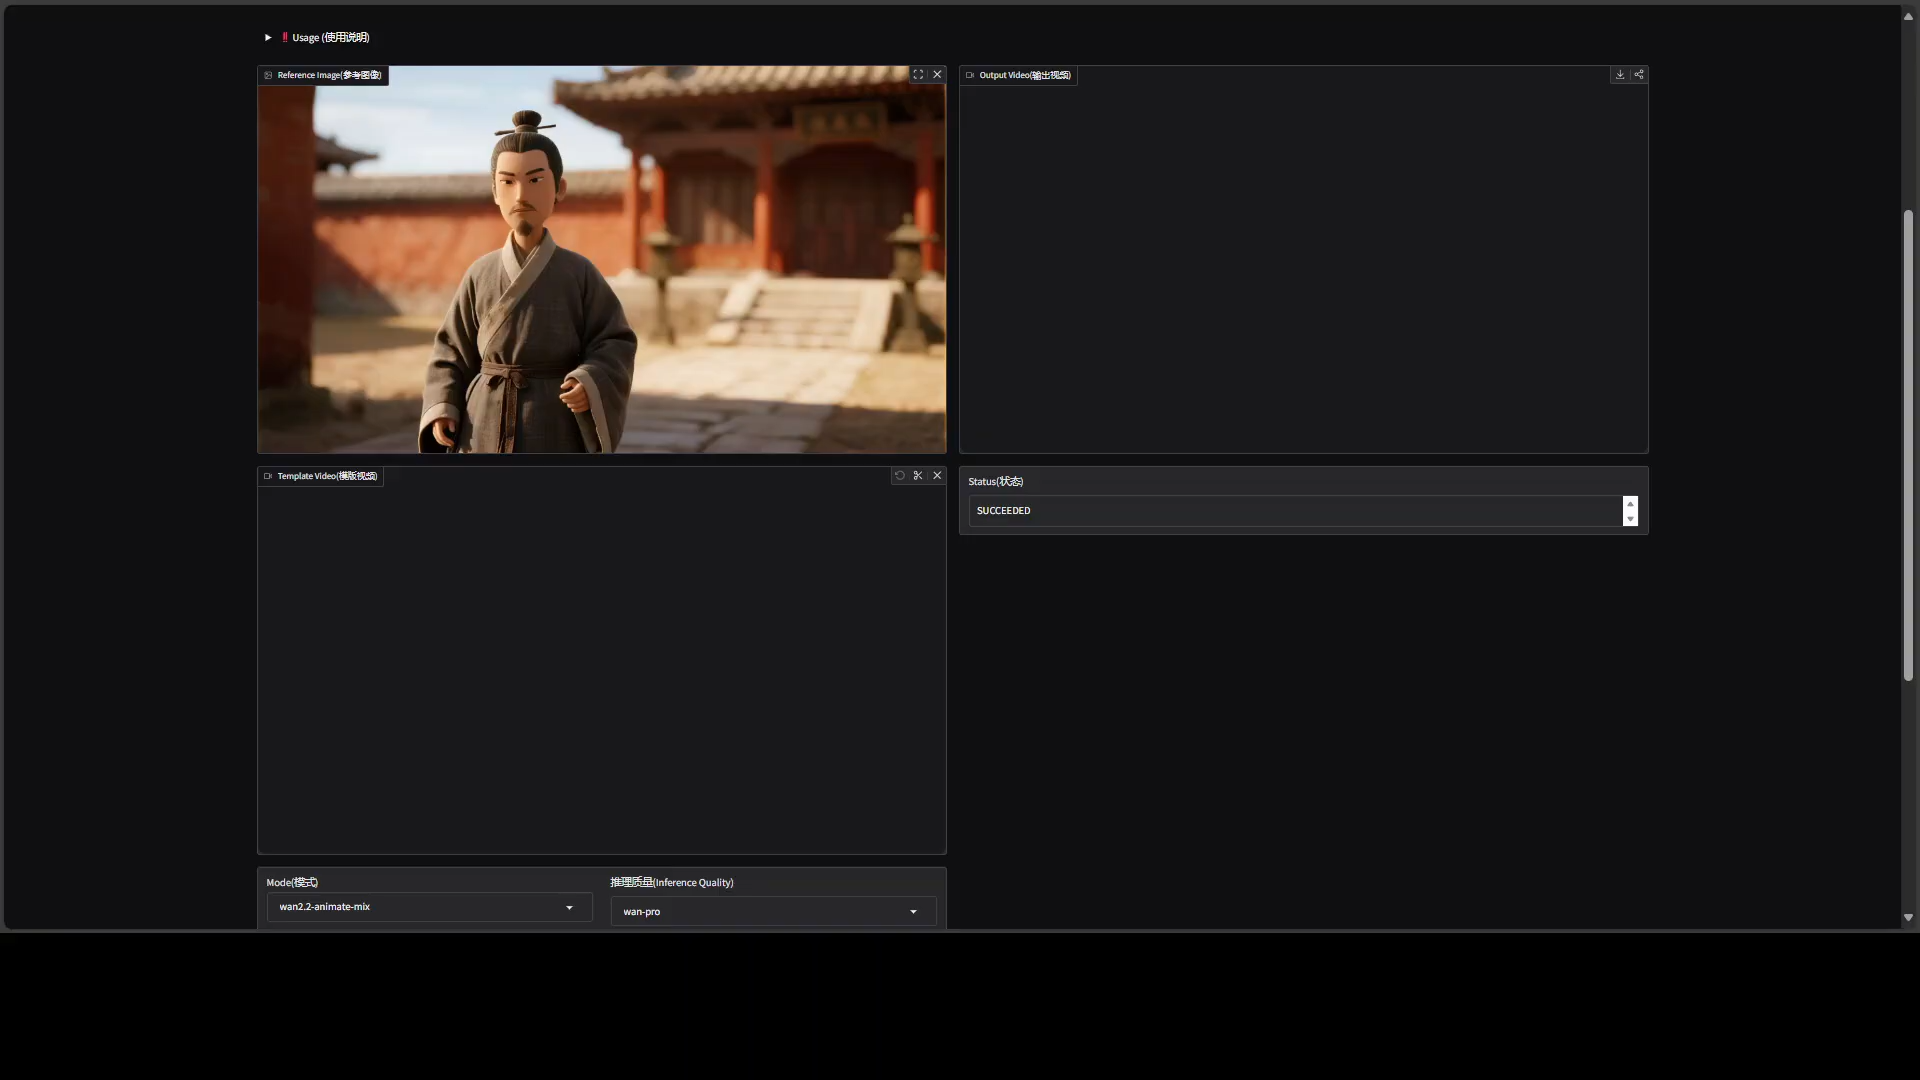 ‼ Usage (使用说明)
Reference Image(参考图像)
Output Video(输出视频)
Template Video(模版视频)
Status(状态)
SUCCEEDED
Mode(模式)
推理质量(Inference Quality)
wan2.2-animate-mix
wan-pro